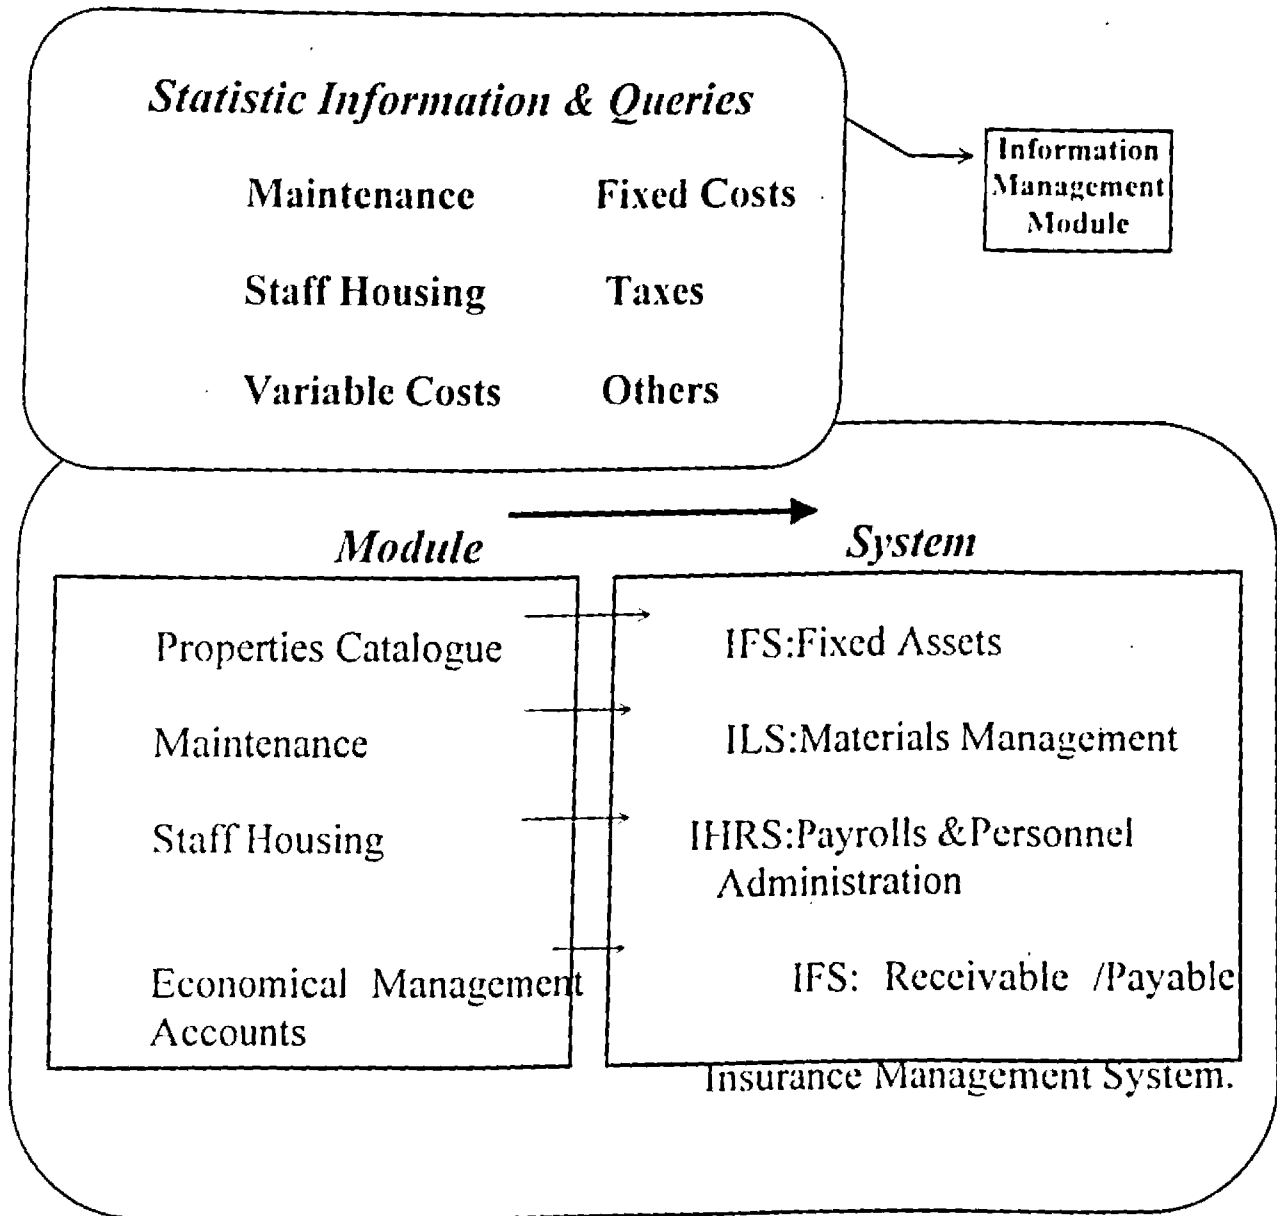 Statistic Information & Queries
Maintenance Fixed Costs
Staff Housing Taxes
Variable Costs Others
Information
Management
Module
Module System
Properties Catalogue IFS:Fixed Assets
Maintenance ILS:Materials Management
Staff Housing IHRS:Payrolls &Personnel
Administration
Economical Management IFS: Receivable /Payable
Accounts
Insurance Management System.